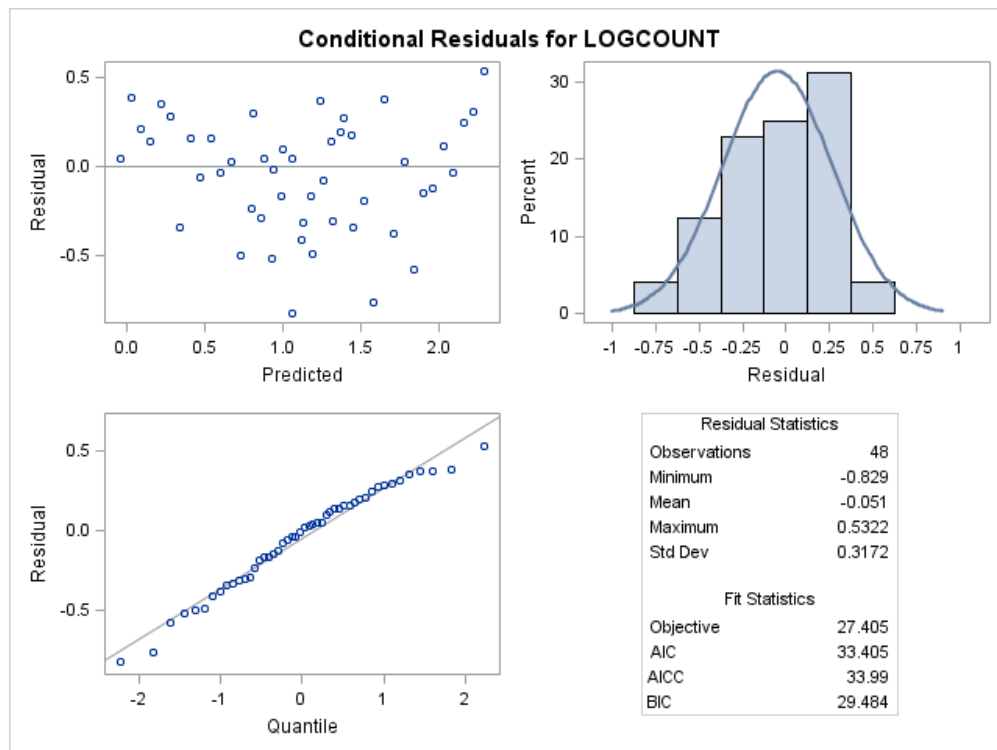 Conditional Residuals for LOGCOUNT
0.5
0.0
-0.5
Residual
0.0 0.5 1.0 1.5 2.0
Predicted
30
20
10
0
Percent
-1 -0.75 -0.5 -0.25 0 0.25 0.5 0.75 1
Residual
0.5
0.0
-0.5
Residual
-2 -1 0 1 2
Quantile
Residual Statistics
Observations 48
Minimum -0.829
Mean -0.051
Maximum 0.5322
Std Dev 0.3172
Fit Statistics
Objective 27.405
AIC 33.405
AICC 33.99
BIC 29.484